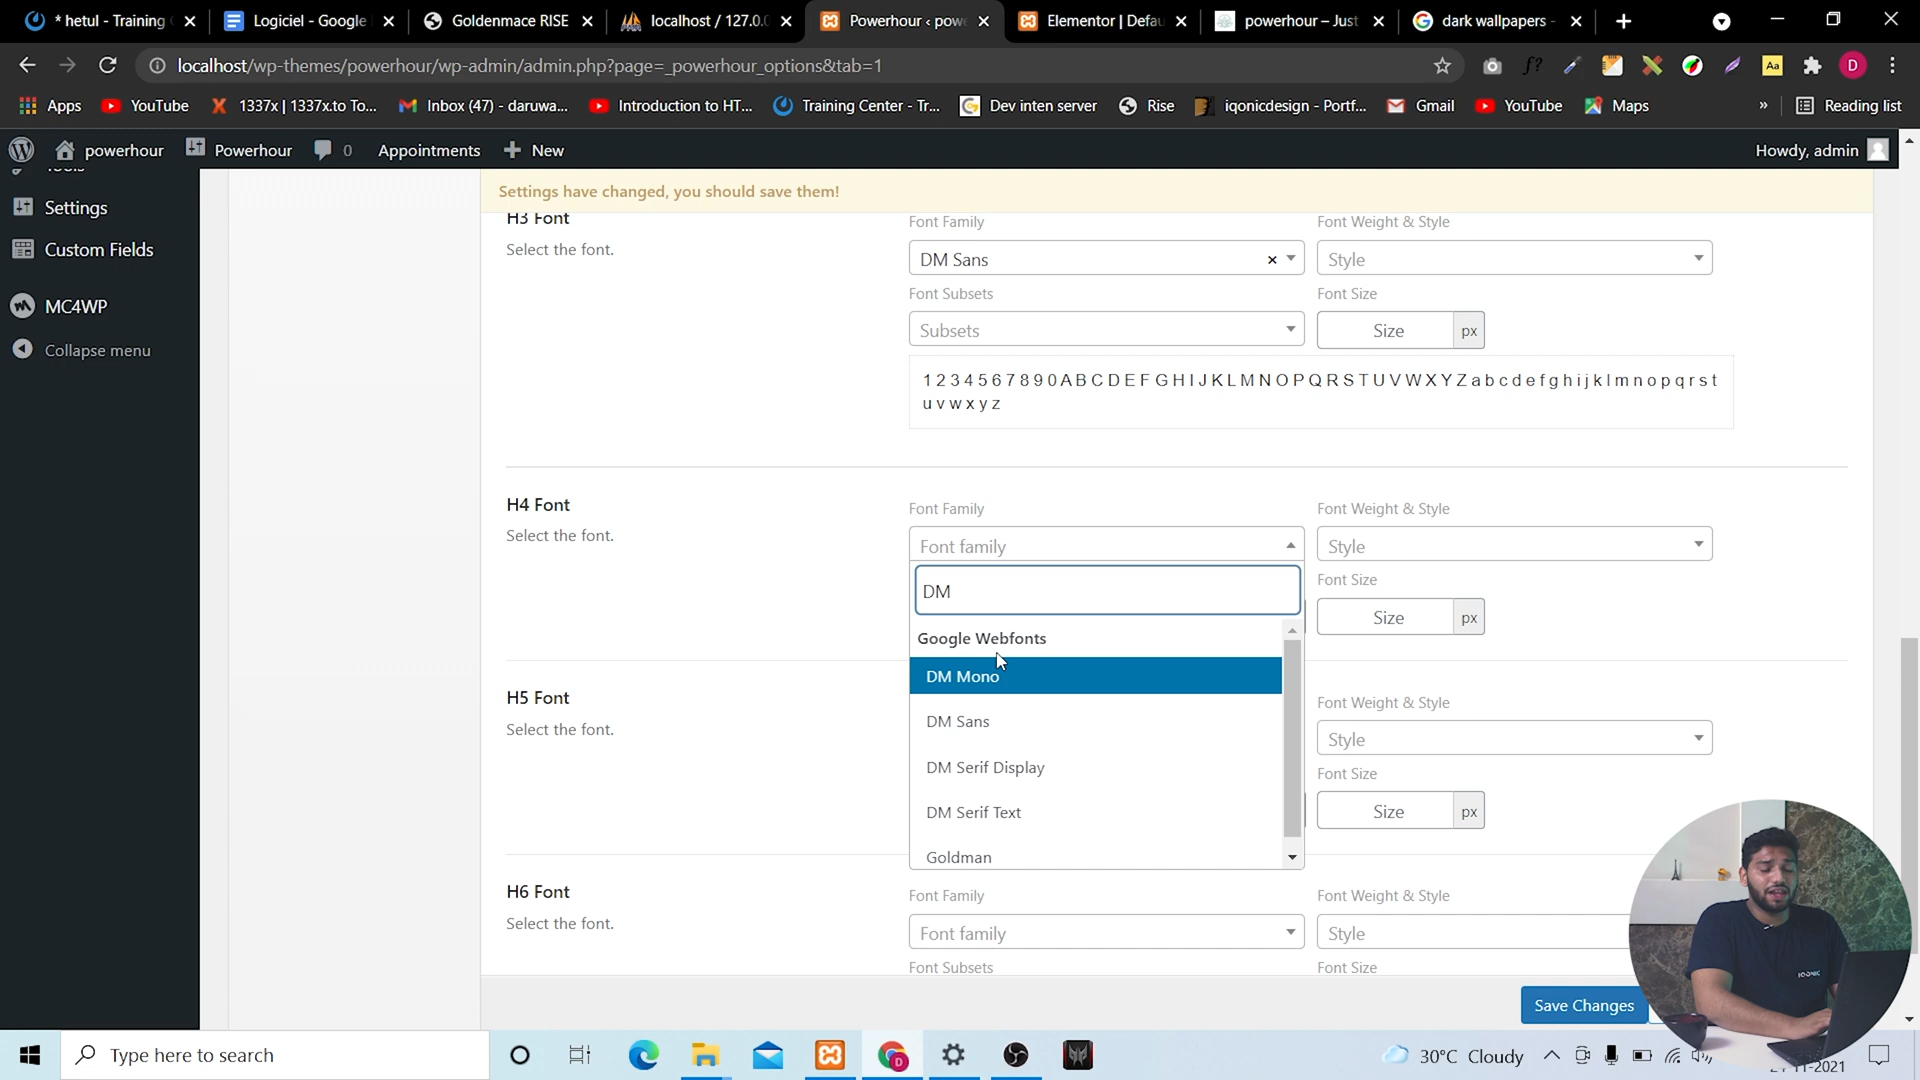 * hetul - Training
Logiciel - Google
Goldenmace RISE
localhost / 127.0.
Powerhour ‹ pow
Elementor | Defau
powerhour – Just
dark wallpapers -
localhost/wp-themes/powerhour/wp-admin/admin.php?page=_powerhour_options&tab=1
f?
Aa
D
Apps
YouTube
1337x | 1337x.to To...
Inbox (47) - daruwa...
Introduction to HT...
Training Center - Tr...
Dev inten server
Rise
iqonicdesign - Portf...
Gmail
YouTube
Maps
»
Reading list
powerhour
Powerhour
0
Appointments
New
Howdy, admin
Settings have changed, you should save them!
Settings
Custom Fields
MC4WP
Collapse menu
H3 Font
Select the font.
Font Family
Font Weight & Style
DM Sans
Style
Font Subsets
Font Size
Subsets
Size
px
1 2 3 4 5 6 7 8 9 0 A B C D E F G H I J K L M N O P Q R S T U V W X Y Z a b c d e f g h i j k l m n o p q r s t
u v w x y z
H4 Font
Select the font.
Font Family
Font Weight & Style
Font family
Style
DM
Font Size
Size
px
Google Webfonts
DM Mono
DM Sans
DM Serif Display
DM Serif Text
Goldman
H5 Font
Select the font.
Font Weight & Style
Style
Font Size
Size
px
H6 Font
Select the font.
Font Family
Font Weight & Style
Font family
Style
Font Subsets
Font Size
Save Changes
IQONIC
Type here to search
30°C Cloudy